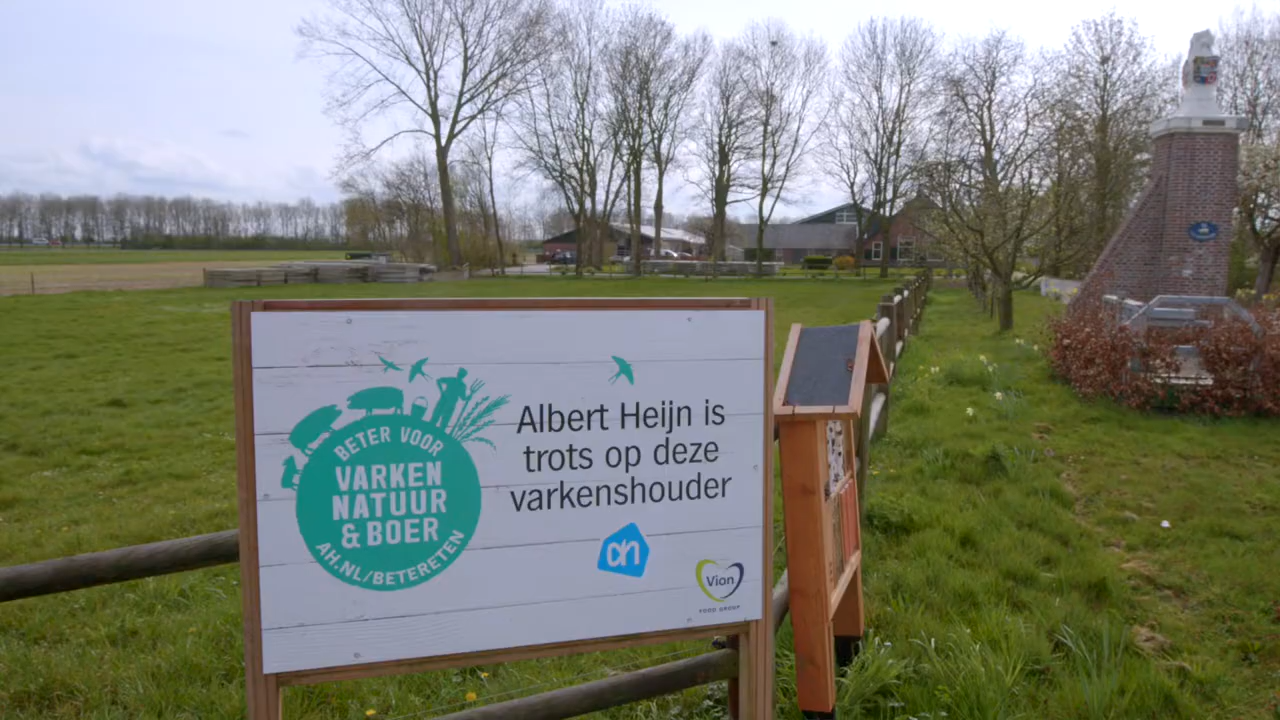 BETER VOOR
VARKEN
NATUUR
& BOER
AH.NL/BETERETEN
Albert Heijn is
trots op deze
varkenshouder
ah
Vion
FOOD GROUP